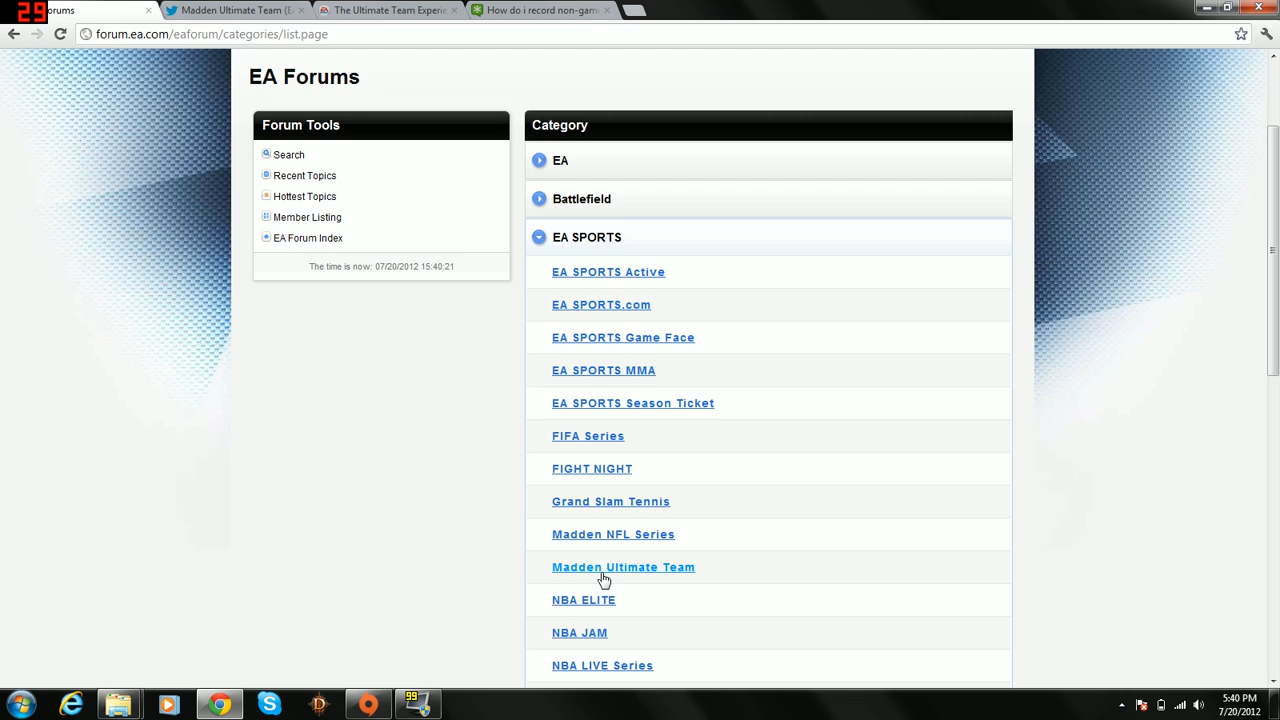 29
orums
Madden Ultimate Team (EA
The Ultimate Team Experie
How do i record non-gam
forum.ea.com/eaforum/categories/list.page
EA Forums
Forum Tools
Search
Recent Topics
Hottest Topics
Member Listing
EA Forum Index
The time is now: 07/20/2012 15:40:21
Category
EA
Battlefield
EA SPORTS
EA SPORTS Active
EA SPORTS.com
EA SPORTS Game Face
EA SPORTS MMA
EA SPORTS Season Ticket
FIFA Series
FIGHT NIGHT
Grand Slam Tennis
Madden NFL Series
Madden Ultimate Team
NBA ELITE
NBA JAM
NBA LIVE Series
99
5:40 PM
7/20/2012